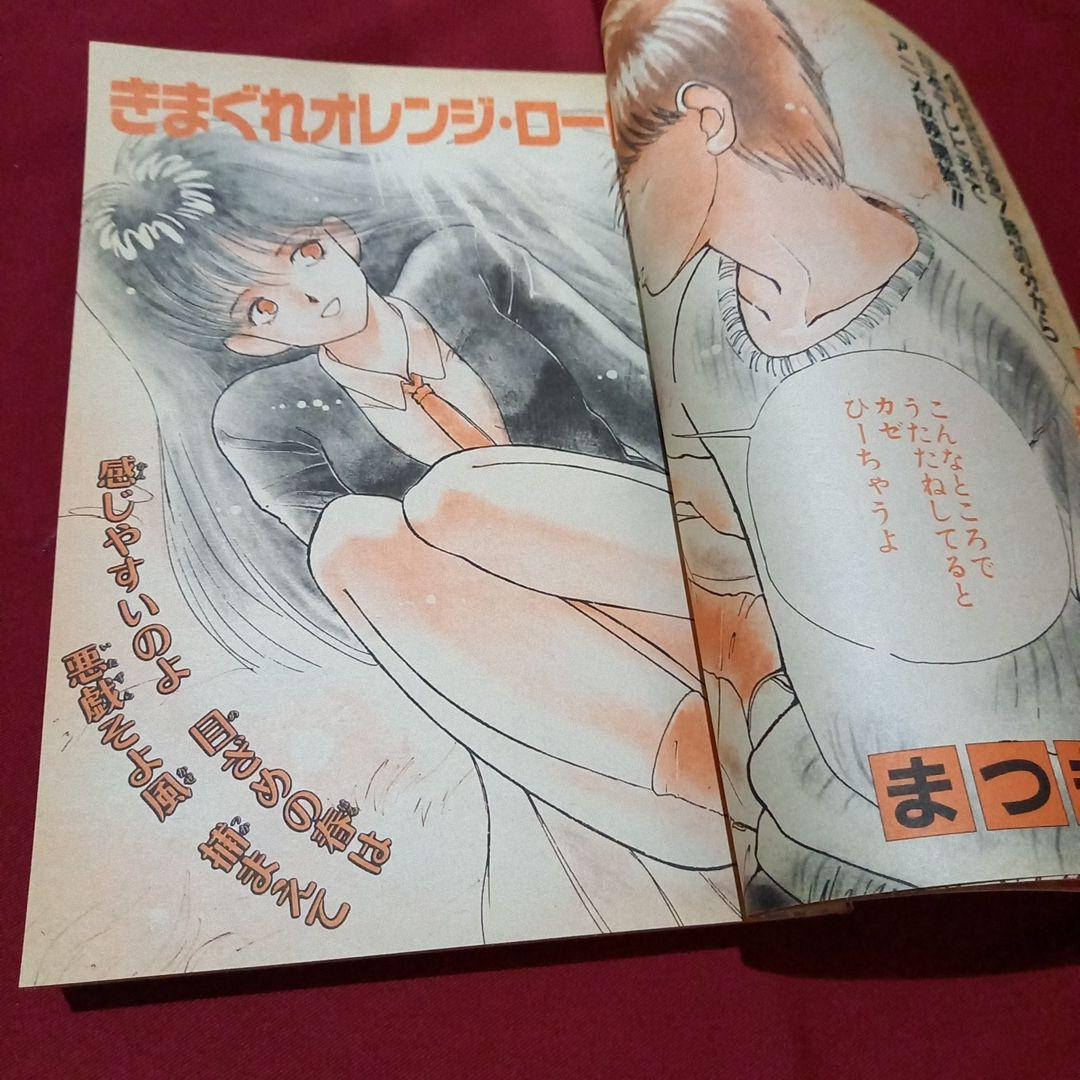 きまぐれオレンジ・ロー
こんなところで
うたたねしてると
カゼ
ひーちゃうよ
感じやすいのよ
悪戯そよ風
目ざめの春は
捕まえて
まつ